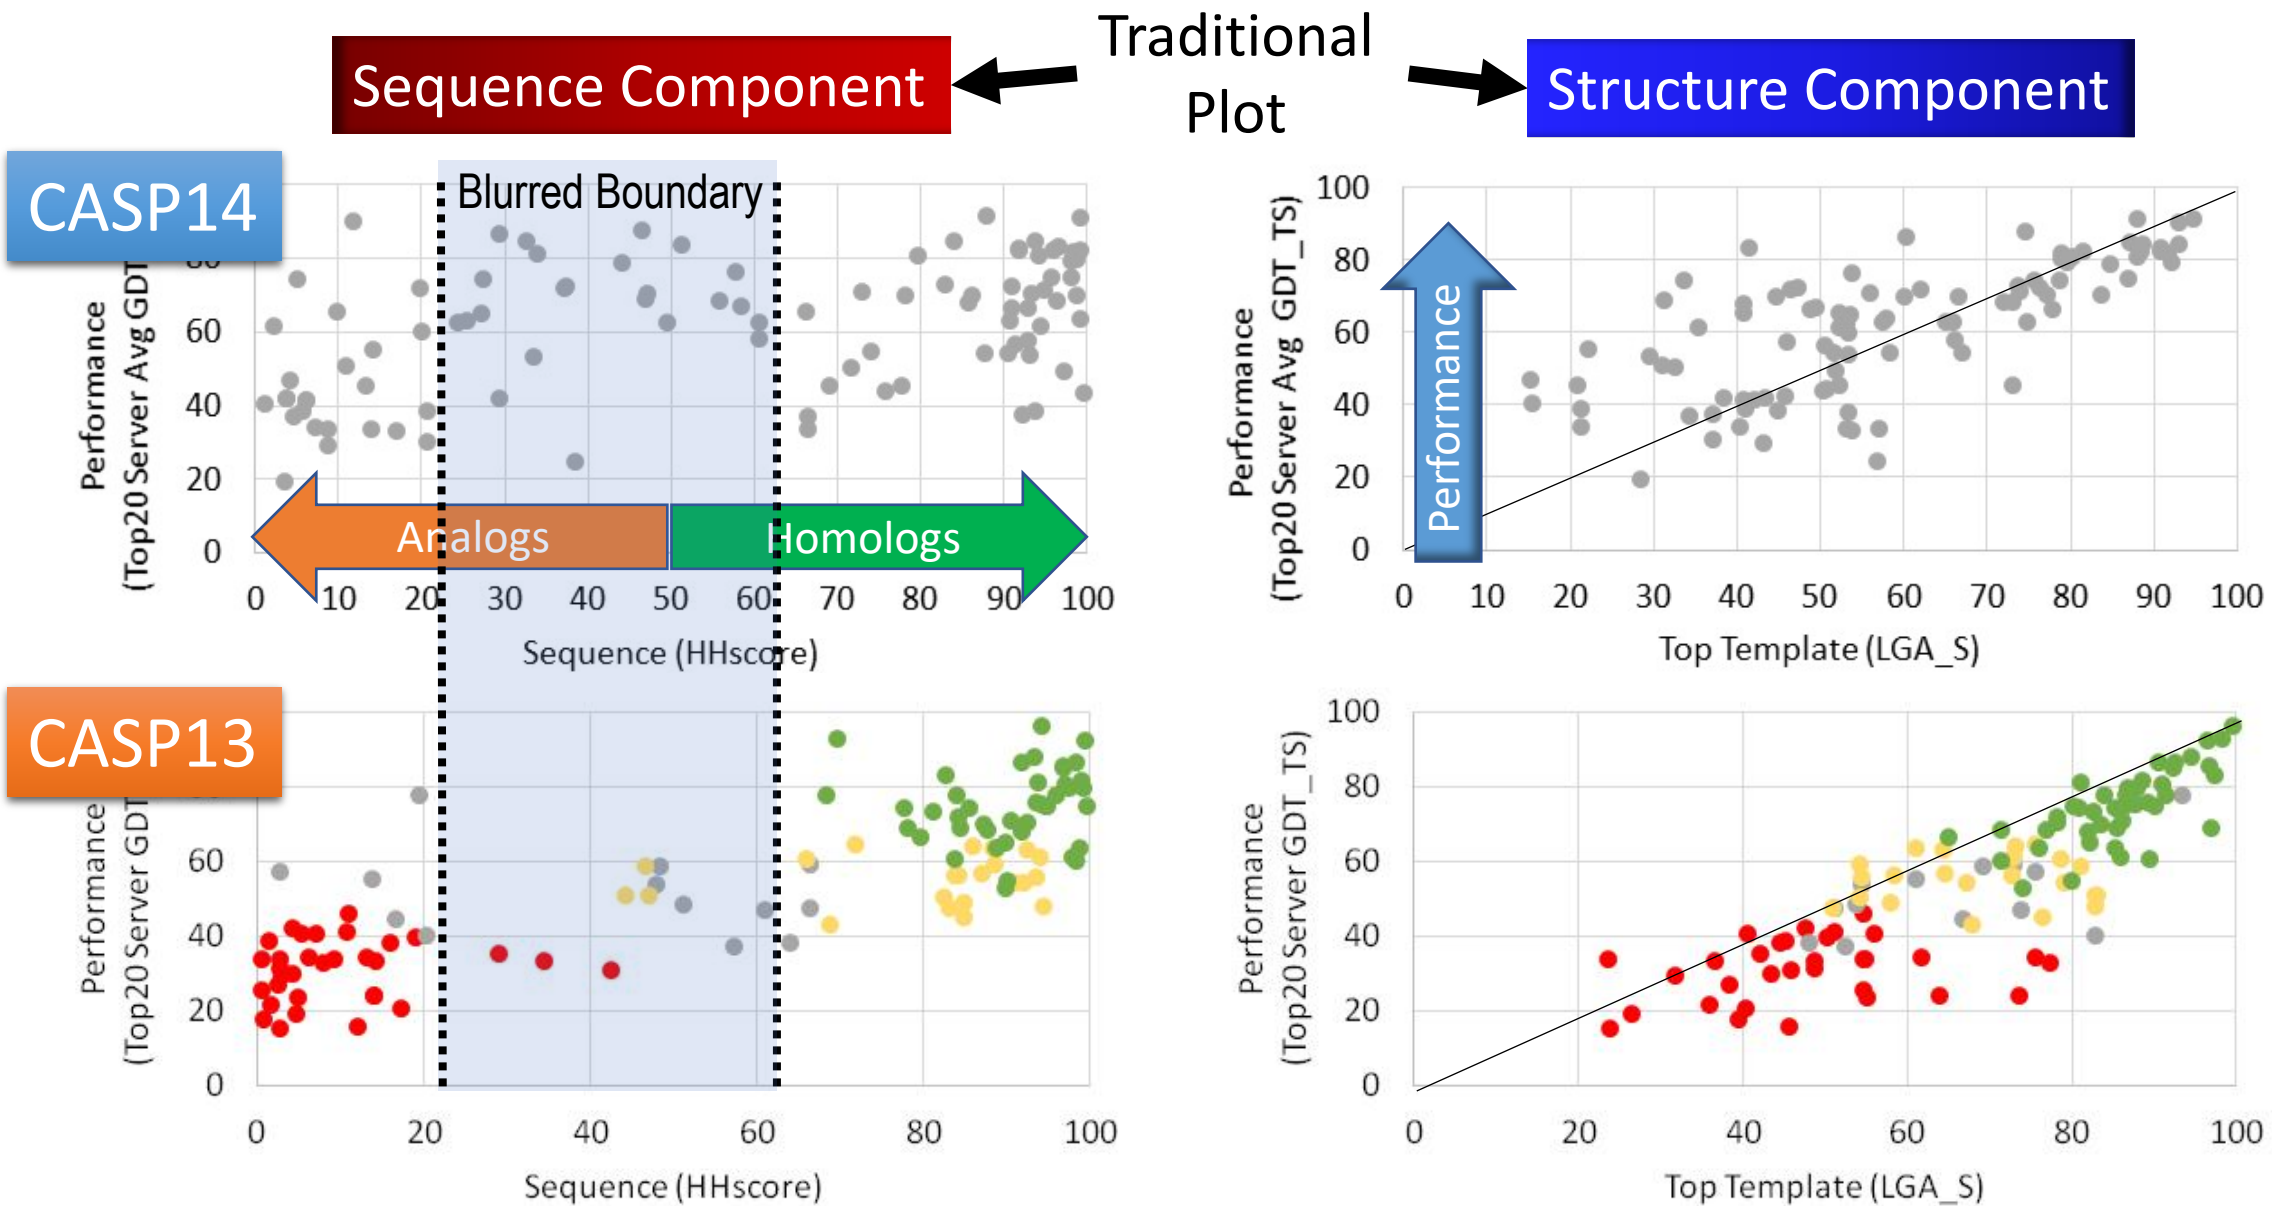 Traditional
Plot
Sequence Component
Structure Component
CASP14
Blurred Boundary
Performance
(Top20 Server Avg GDT
80
60
40
20
0
Analogs
Homologs
0 10 20 30 40 50 60 70 80 90 100
Sequence (HHscore)
Performance
(Top20 Server Avg GDT_TS)
100
80
60
40
20
0
Performance
0 10 20 30 40 50 60 70 80 90 100
Top Template (LGA_S)
CASP13
Performance
(Top20 Server GDT
60
40
20
0
0 20 40 60 80 100
Sequence (HHscore)
Performance
(Top20 Server GDT_TS)
100
80
60
40
20
0
0 20 40 60 80 100
Top Template (LGA_S)